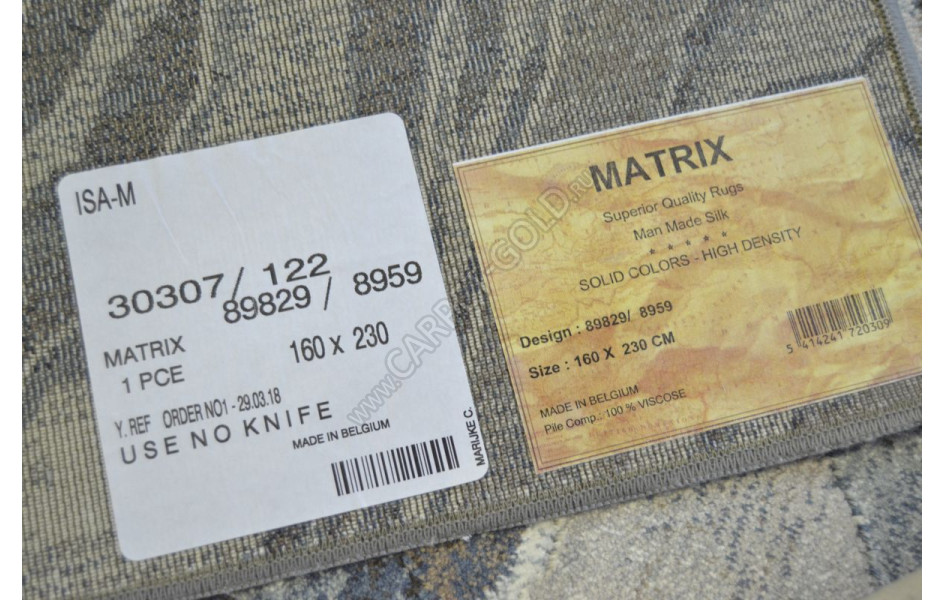 ISA-M
30307/ 122
89829 / 8959
MATRIX
160 X 230
1 PCE
Y. REF ORDER NO1 - 29.03.18
USE NO KNIFE
MADE IN BELGIUM
MARIJKE C.
MATRIX
Superior Quality Rugs
Man Made Silk
* * * * *
SOLID COLORS - HIGH DENSITY
Design : 89829/ 8959
Size : 160 X 230 CM
5 414241 720309
MADE IN BELGIUM
Pile Comp.: 100 % VISCOSE
www.CARPETGOLD.RU